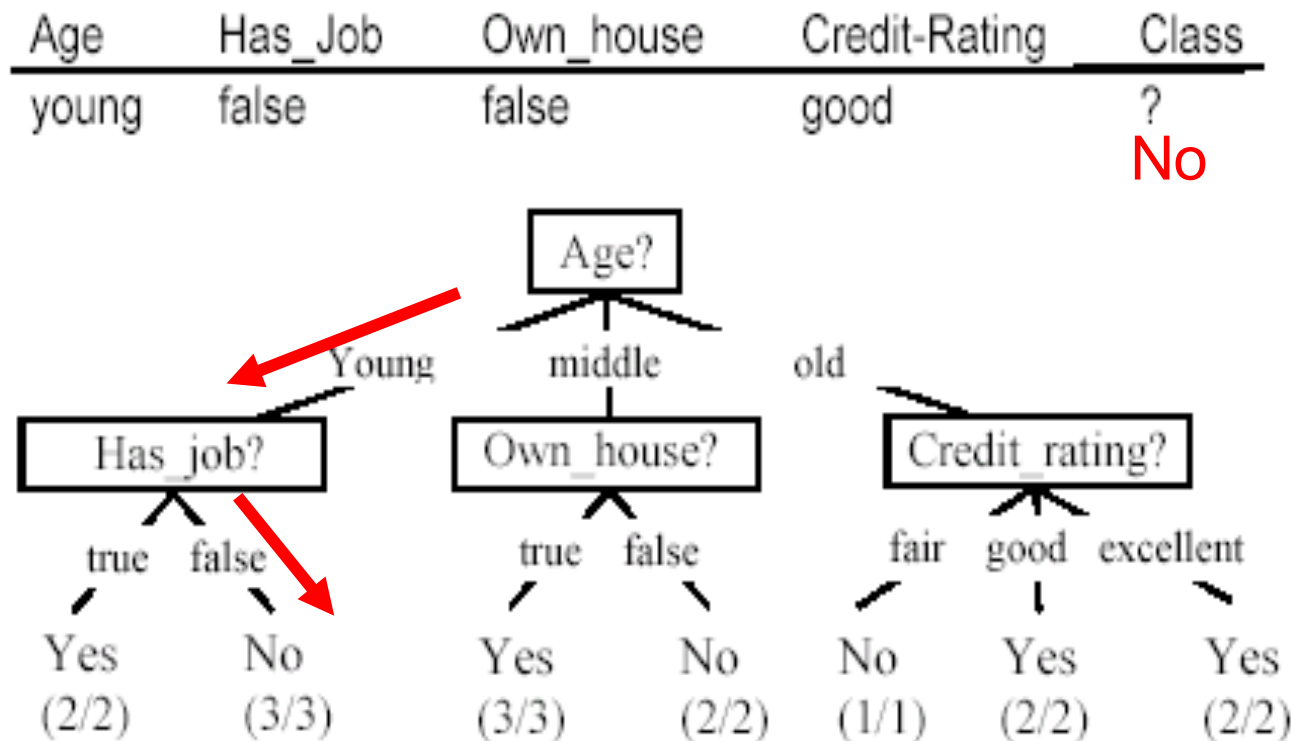 Age Has_Job Own_house Credit-Rating Class
young false false good ?
No
Age?
Young middle old
Has_job? Own_house? Credit_rating?
true false true false fair good excellent
Yes No Yes No No Yes Yes
(2/2) (3/3) (3/3) (2/2) (1/1) (2/2) (2/2)